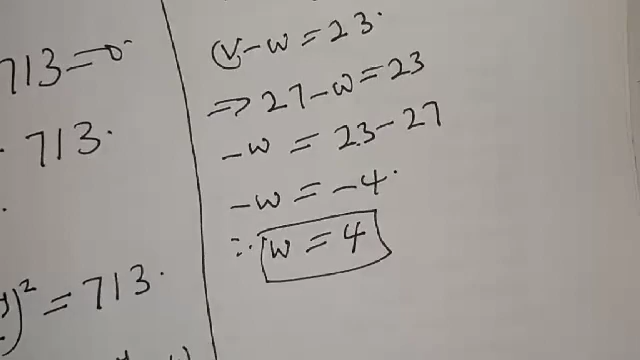 713 = 0
713.
)² = 713.
v - w = 23.
⇒ 27 - w = 23
-w = 23 - 27
-w = -4.
∴ w = 4